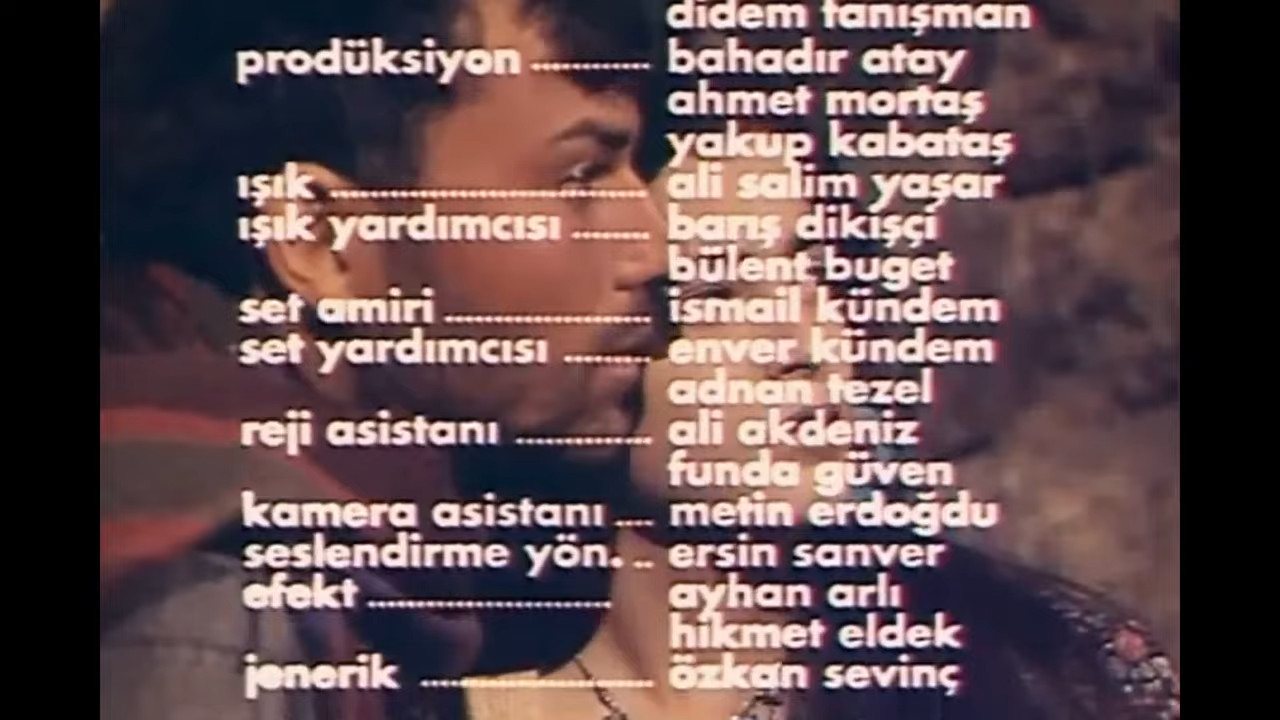 didem tanışman
prodüksiyon .......... bahadır atay
ahmet mortaş
yakup kabataş
ışık ........................... ali salim yaşar
ışık yardımcısı ....... barış dikişçi
bülent buget
set amiri ................. ismail kündem
set yardımcısı ....... enver kündem
adnan tezel
reji asistanı ............ ali akdeniz
funda güven
kamera asistanı .... metin erdoğdu
seslendirme yön. .. ersin sanver
efekt .................... ayhan arlı
hikmet eldek
jenerik .................... özkan sevinç